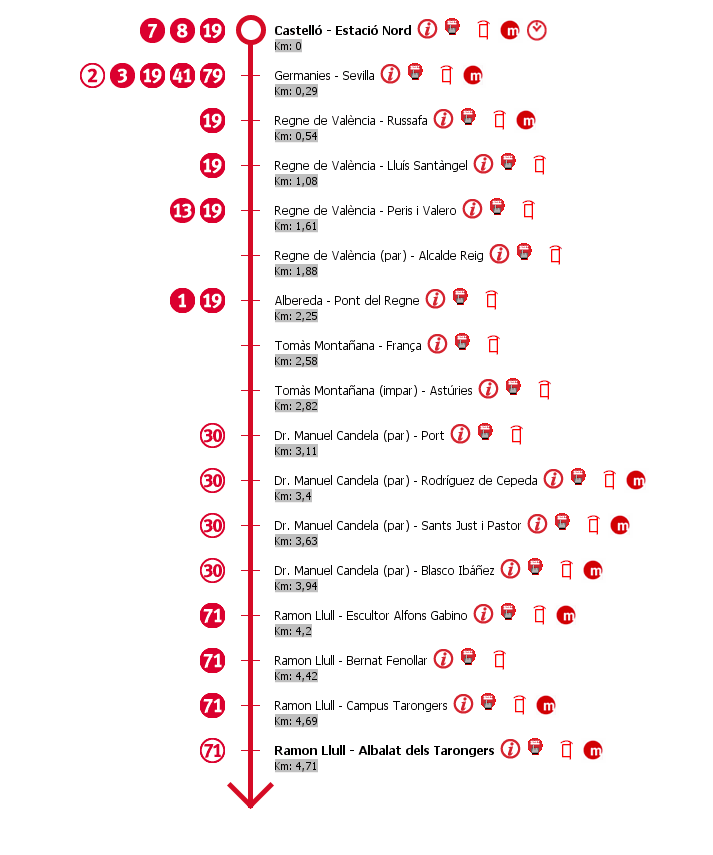 7 8 19 Castelló - Estació Nord i m
Km: 0
2 3 19 41 79 Germanies - Sevilla i m
Km: 0,29
19 Regne de València - Russafa i m
Km: 0,54
19 Regne de València - Lluís Santàngel i
Km: 1,08
13 19 Regne de València - Peris i Valero i
Km: 1,61
Regne de València (par) - Alcalde Reig i
Km: 1,88
1 19 Albereda - Pont del Regne i
Km: 2,25
Tomàs Montañana - França i
Km: 2,58
Tomàs Montañana (impar) - Astúries i
Km: 2,82
30 Dr. Manuel Candela (par) - Port i
Km: 3,11
30 Dr. Manuel Candela (par) - Rodríguez de Cepeda i m
Km: 3,4
30 Dr. Manuel Candela (par) - Sants Just i Pastor i m
Km: 3,63
30 Dr. Manuel Candela (par) - Blasco Ibáñez i m
Km: 3,94
71 Ramon Llull - Escultor Alfons Gabino i m
Km: 4,2
71 Ramon Llull - Bernat Fenollar i
Km: 4,42
71 Ramon Llull - Campus Tarongers i m
Km: 4,69
71 Ramon Llull - Albalat dels Tarongers i m
Km: 4,71